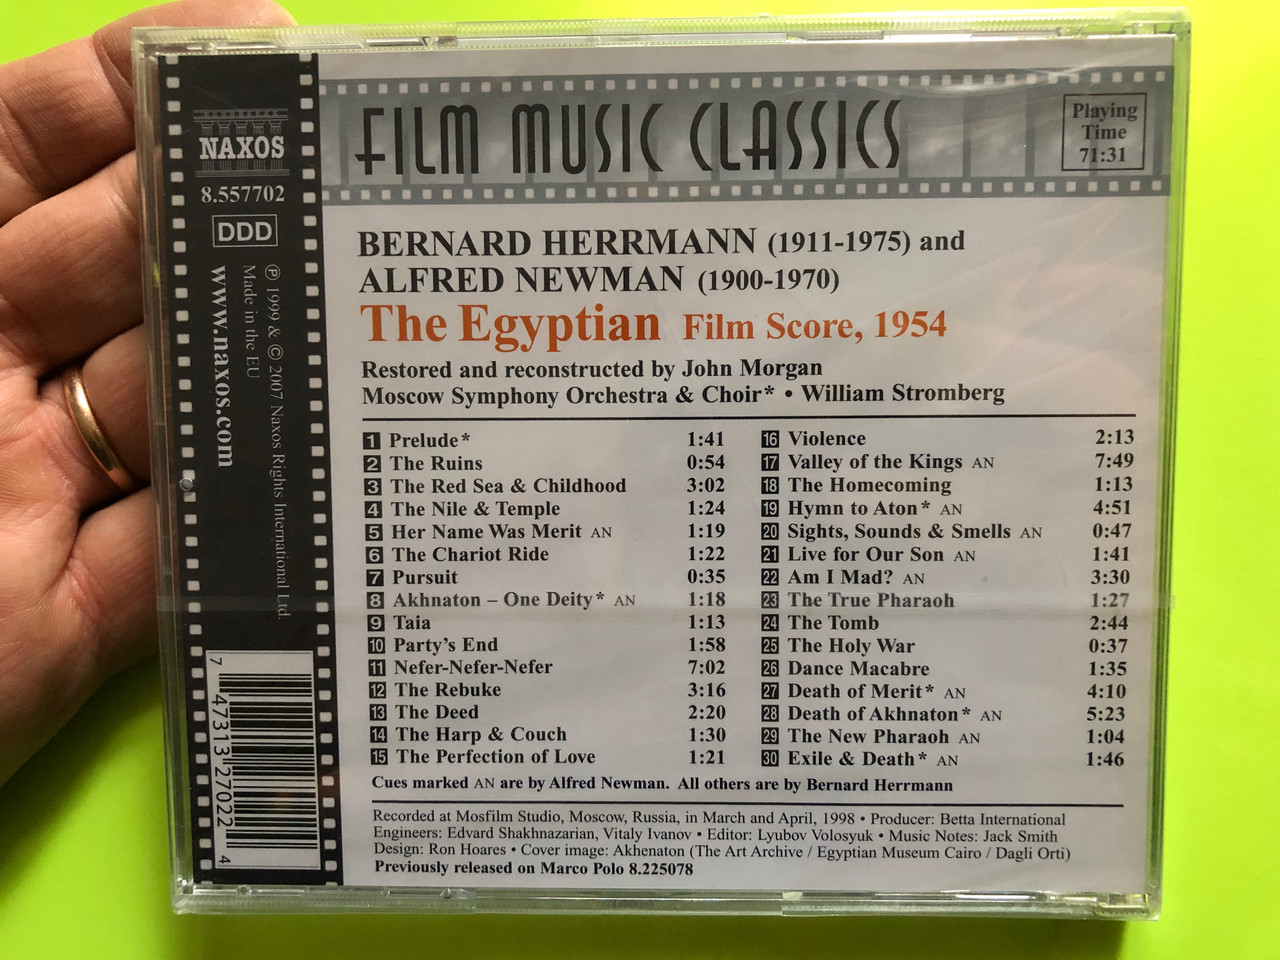 NAXOS
8.557702
DDD
℗ 1999 & © 2007 Naxos Rights International Ltd.
Made in the EU
www.naxos.com
7 47313 27022 4
FILM MUSIC CLASSICS
Playing
Time
71:31
BERNARD HERRMANN (1911-1975) and
ALFRED NEWMAN (1900-1970)
The Egyptian Film Score, 1954
Restored and reconstructed by John Morgan
Moscow Symphony Orchestra & Choir* • William Stromberg
1 Prelude* 1:41
2 The Ruins 0:54
3 The Red Sea & Childhood 3:02
4 The Nile & Temple 1:24
5 Her Name Was Merit AN 1:19
6 The Chariot Ride 1:22
7 Pursuit 0:35
8 Akhnaton – One Deity* AN 1:18
9 Taia 1:13
10 Party's End 1:58
11 Nefer-Nefer-Nefer 7:02
12 The Rebuke 3:16
13 The Deed 2:20
14 The Harp & Couch 1:30
15 The Perfection of Love 1:21
16 Violence 2:13
17 Valley of the Kings AN 7:49
18 The Homecoming 1:13
19 Hymn to Aton* AN 4:51
20 Sights, Sounds & Smells AN 0:47
21 Live for Our Son AN 1:41
22 Am I Mad? AN 3:30
23 The True Pharaoh 1:27
24 The Tomb 2:44
25 The Holy War 0:37
26 Dance Macabre 1:35
27 Death of Merit* AN 4:10
28 Death of Akhnaton* AN 5:23
29 The New Pharaoh AN 1:04
30 Exile & Death* AN 1:46
Cues marked AN are by Alfred Newman. All others are by Bernard Herrmann
Recorded at Mosfilm Studio, Moscow, Russia, in March and April, 1998 • Producer: Betta International
Engineers: Edvard Shakhnazarian, Vitaly Ivanov • Editor: Lyubov Volosyuk • Music Notes: Jack Smith
Design: Ron Hoares • Cover image: Akhenaton (The Art Archive / Egyptian Museum Cairo / Dagli Orti)
Previously released on Marco Polo 8.225078